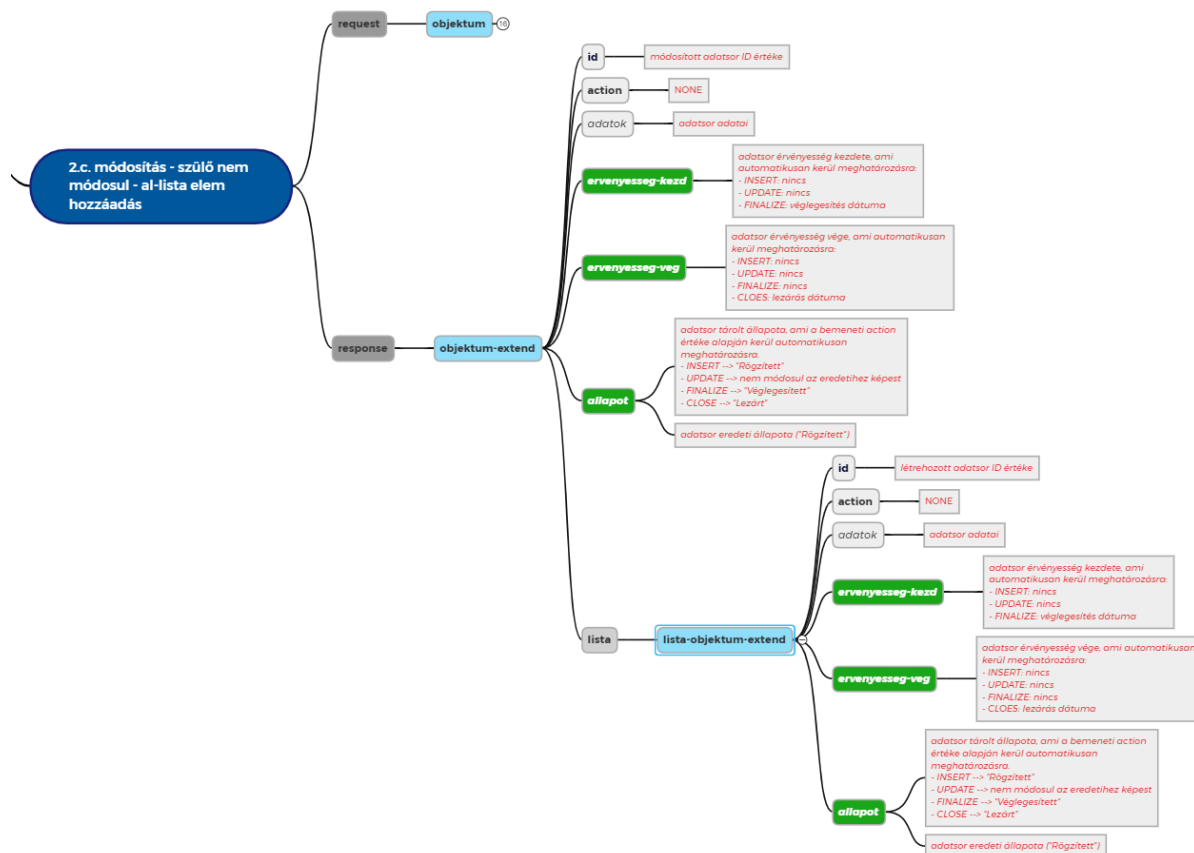 request
objektum
16
id
módosított adatsor ID értéke
action
NONE
adatok
adatsor adatai
2.c. módosítás - szülő nem
módosul - al-lista elem
hozzáadás
ervenyesseg-kezd
adatsor érvényesség kezdete, ami
automatikusan kerül meghatározásra:
- INSERT: nincs
- UPDATE: nincs
- FINALIZE: véglegesítés dátuma
ervenyesseg-veg
adatsor érvényesség vége, ami automatikusan
kerül meghatározásra:
- INSERT: nincs
- UPDATE: nincs
- FINALIZE: nincs
- CLOES: lezárás dátuma
response
objektum-extend
allapot
adatsor tárolt állapota, ami a bemeneti action
értéke alapján kerül automatikusan
meghatározásra.
- INSERT --> "Rögzített"
- UPDATE --> nem módosul az eredetihez képest
- FINALIZE --> "Véglegesített"
- CLOSE --> "Lezárt"
adatsor eredeti állapota ("Rögzített")
lista
lista-objektum-extend
id
létrehozott adatsor ID értéke
action
NONE
adatok
adatsor adatai
ervenyesseg-kezd
adatsor érvényesség kezdete, ami
automatikusan kerül meghatározásra:
- INSERT: nincs
- UPDATE: nincs
- FINALIZE: véglegesítés dátuma
ervenyesseg-veg
adatsor érvényesség vége, ami automatikusan
kerül meghatározásra:
- INSERT: nincs
- UPDATE: nincs
- FINALIZE: nincs
- CLOES: lezárás dátuma
allapot
adatsor tárolt állapota, ami a bemeneti action
értéke alapján kerül automatikusan
meghatározásra.
- INSERT --> "Rögzített"
- UPDATE --> nem módosul az eredetihez képest
- FINALIZE --> "Véglegesített"
- CLOSE --> "Lezárt"
adatsor eredeti állapota ("Rögzített")